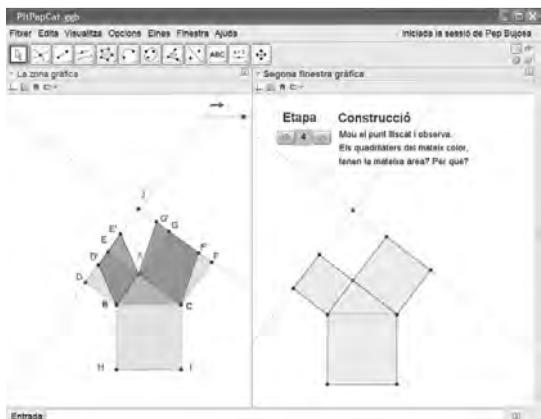 PitPapCat.ggb
Fitxer Edita Visualitza Opcions Eines Finestra Ajuda
Iniciada la sessió de Pep Bujosa
ABC
La zona gràfica
Segona finestra gràfica
Etapa
Construcció
4
Mou el punt lliscat i observa.
Els quadrilàters del mateix color,
tenen la mateixa àrea? Per què?
J
G'
G
E'
E
D'
D
A
F'
F
B
C
H
I
Entrada: